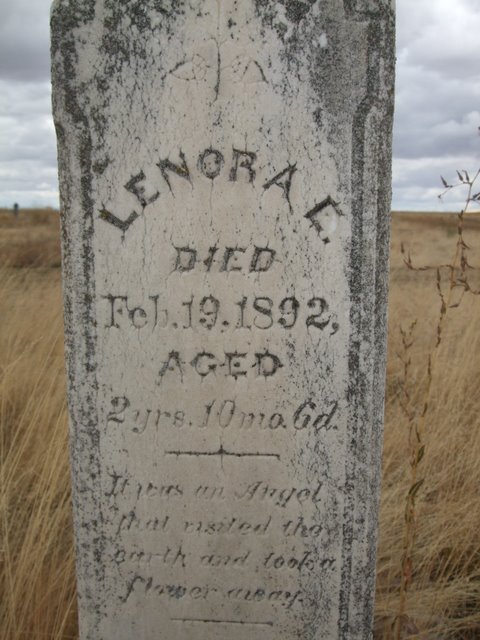 LENORA E.
DIED
Feb. 19. 1892,
AGED
2 yrs. 10 mo. 6 d.
It was an Angel
that visited the
earth and took a
flower away.